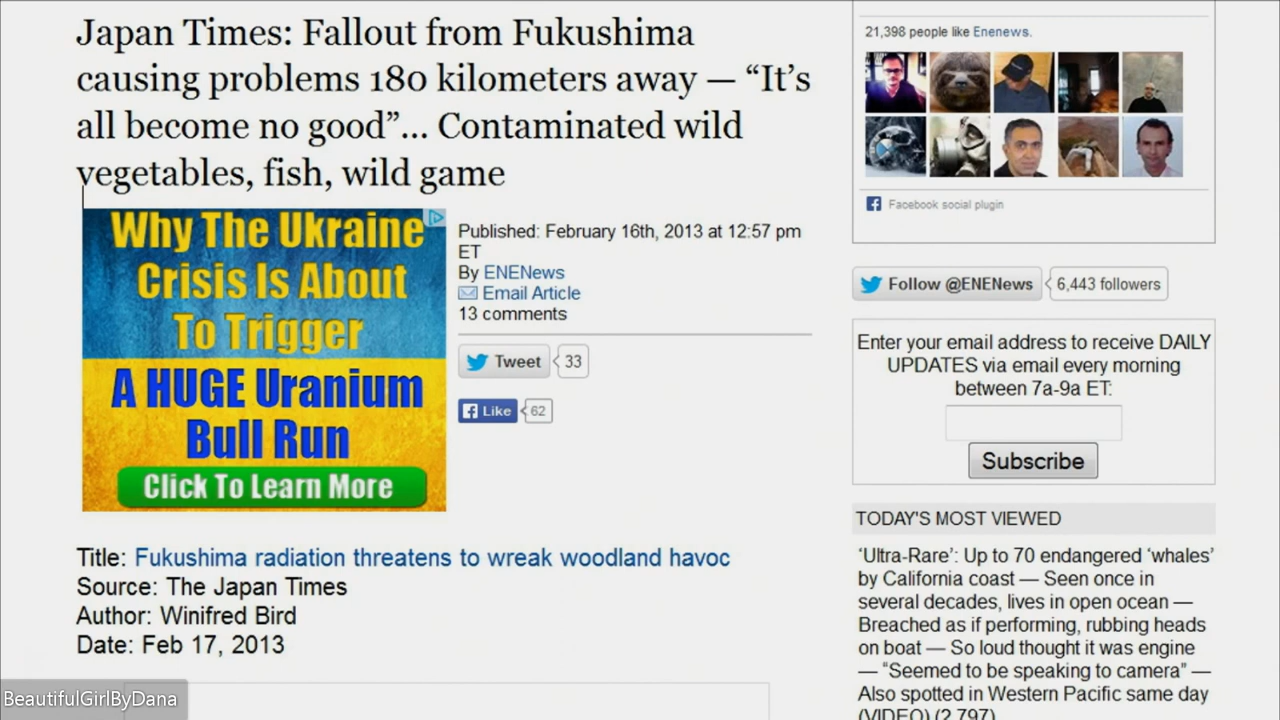 Japan Times: Fallout from Fukushima
causing problems 180 kilometers away — “It’s
all become no good”... Contaminated wild
vegetables, fish, wild game
Why The Ukraine
Crisis Is About
To Trigger
A HUGE Uranium
Bull Run
Click To Learn More
Published: February 16th, 2013 at 12:57 pm
ET
By ENENews
Email Article
13 comments
Tweet 33
Like 62
Title: Fukushima radiation threatens to wreak woodland havoc
Source: The Japan Times
Author: Winifred Bird
Date: Feb 17, 2013
BeautifulGirlByDana
21,398 people like Enenews.
Facebook social plugin
Follow @ENENews 6,443 followers
Enter your email address to receive DAILY
UPDATES via email every morning
between 7a-9a ET:
Subscribe
TODAY'S MOST VIEWED
‘Ultra-Rare’: Up to 70 endangered ‘whales’
by California coast — Seen once in
several decades, lives in open ocean —
Breached as if performing, rubbing heads
on boat — So loud thought it was engine
— “Seemed to be speaking to camera” —
Also spotted in Western Pacific same day
(VIDEO) (2,797)